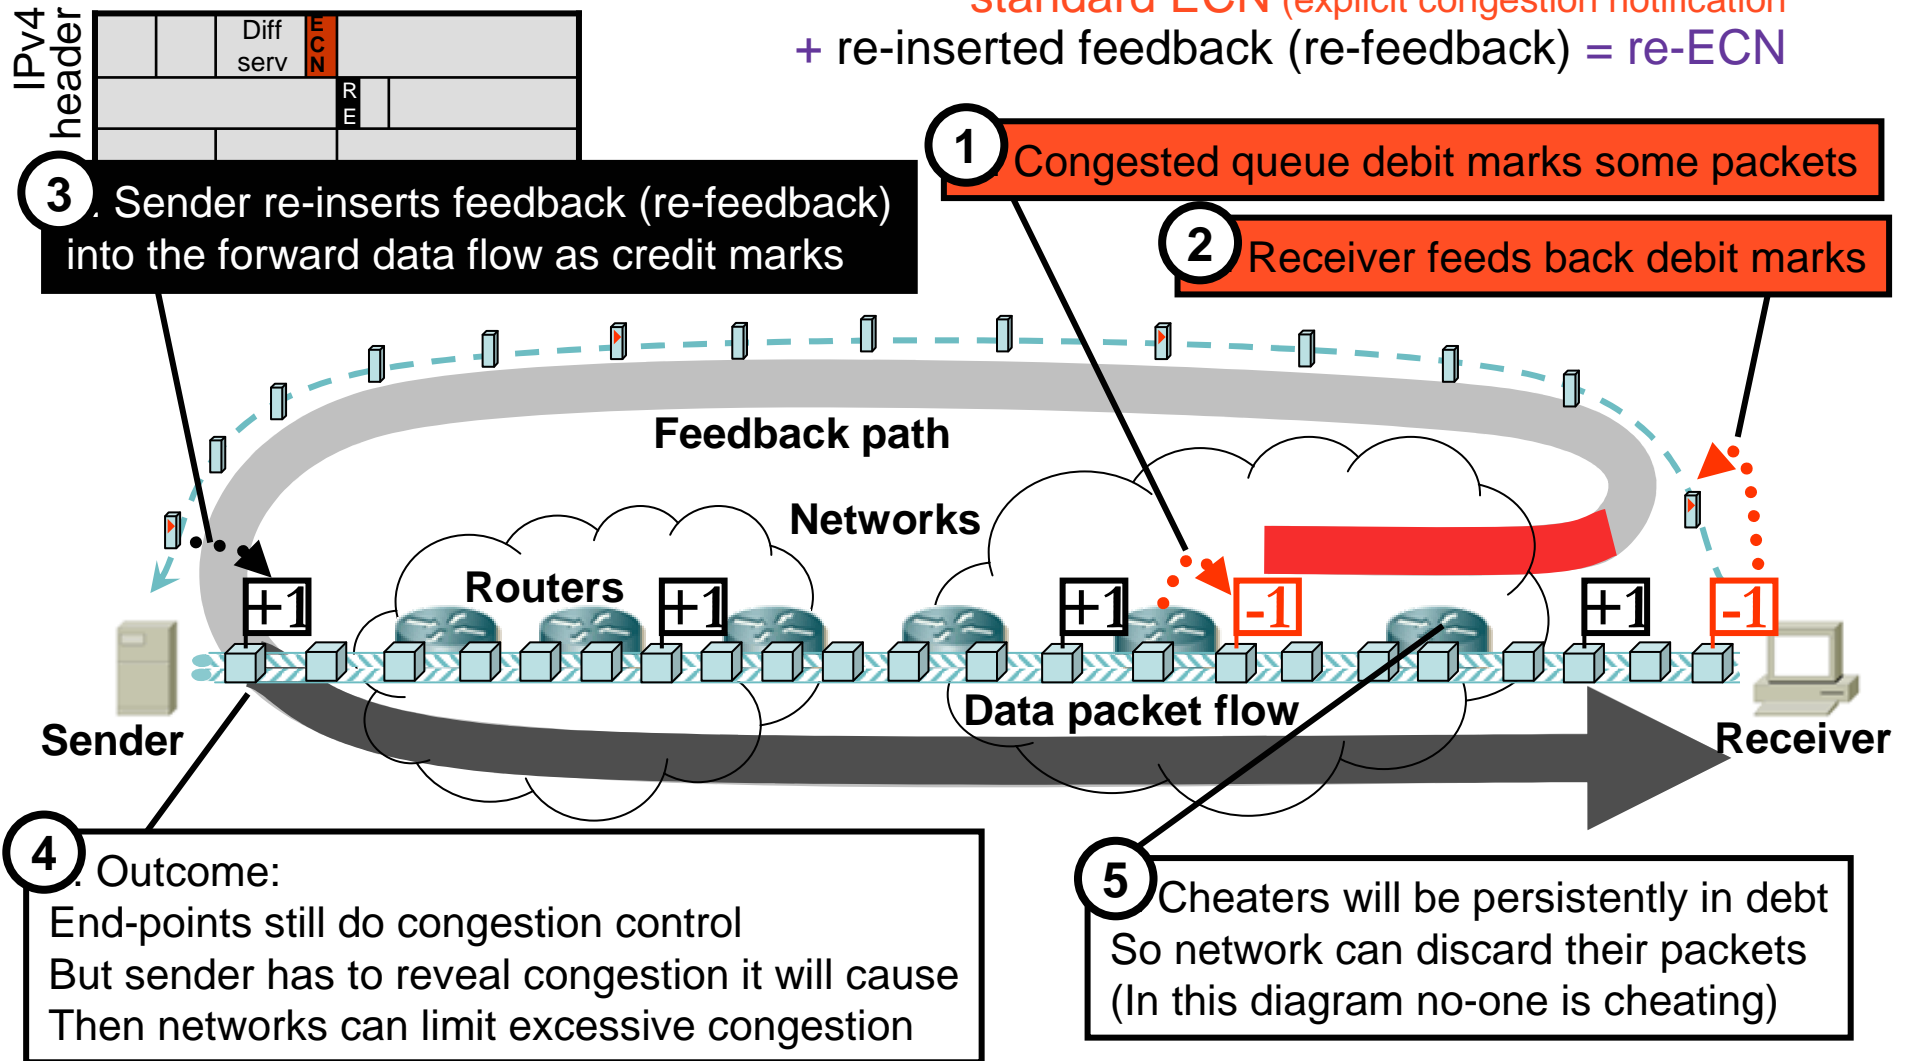 standard ECN (explicit congestion notification
+ re-inserted feedback (re-feedback) = re-ECN
IPv4
header
Diff
serv
E
C
N
R
E
1
Congested queue debit marks some packets
2
Receiver feeds back debit marks
3
. Sender re-inserts feedback (re-feedback)
into the forward data flow as credit marks
Feedback path
Networks
Routers
+1
+1
+1
-1
+1
-1
Data packet flow
Sender
Receiver
4
. Outcome:
End-points still do congestion control
But sender has to reveal congestion it will cause
Then networks can limit excessive congestion
5
Cheaters will be persistently in debt
So network can discard their packets
(In this diagram no-one is cheating)